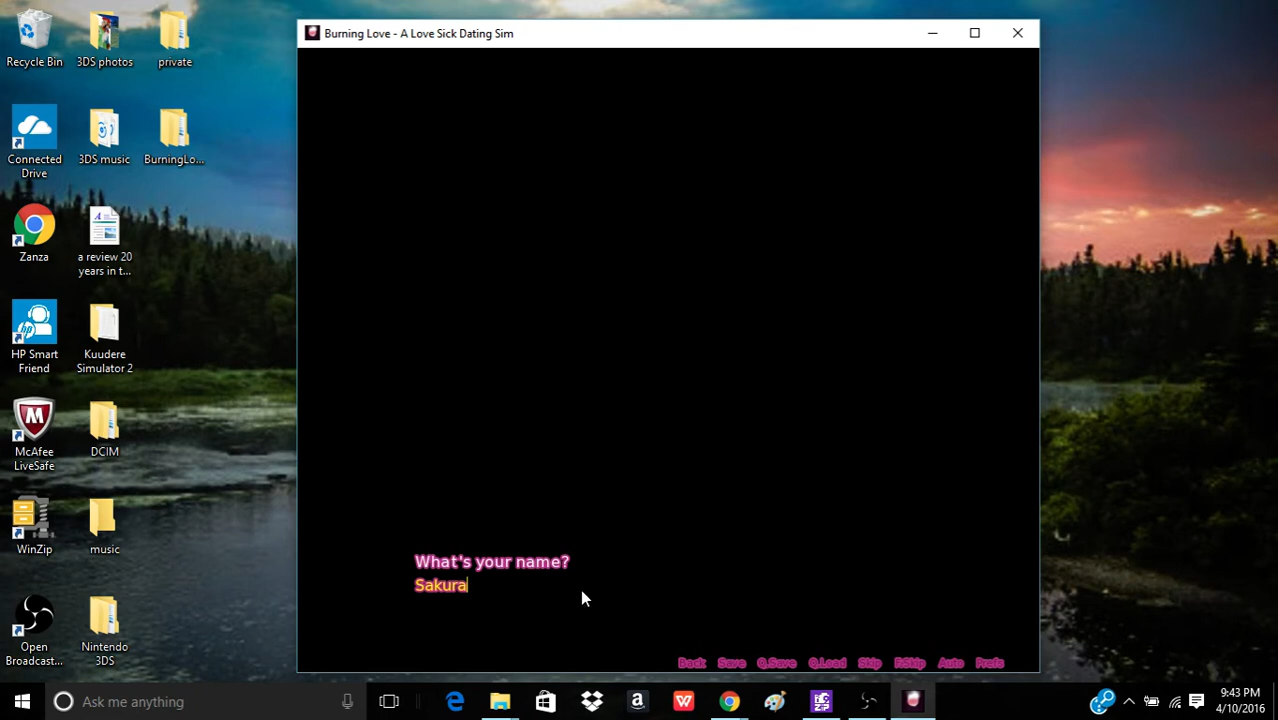 Recycle Bin
3DS photos
private
Connected
Drive
3DS music
BurningLo...
Zanza
a review 20
years in t...
HP Smart
Friend
Kuudere
Simulator 2
McAfee
LiveSafe
DCIM
WinZip
music
Open
Broadcast...
Nintendo
3DS
Burning Love - A Love Sick Dating Sim
What's your name?
Sakura
Back Save Q.Save Q.Load Skip F.Skip Auto Prefs
Ask me anything
9:43 PM
4/10/2016